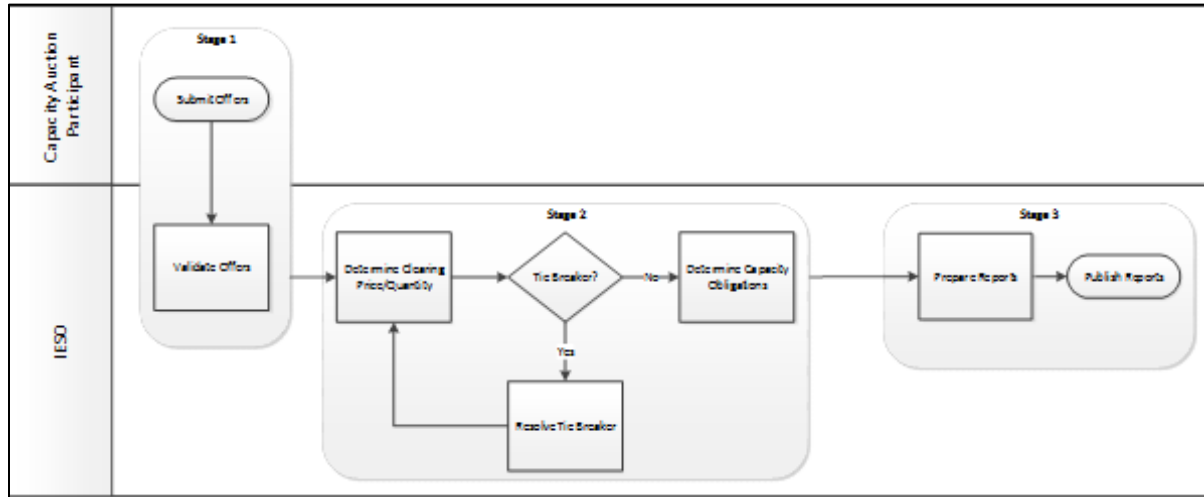 Capacity Auction
Participant
Stage 1
Submit Offers
IESO
Validate Offers
Stage 2
Determine Clearing
Price/Quantity
Tie Breaker?
No
Determine Capacity
Obligations
Yes
Resolve Tie Breaker
Stage 3
Prepare Reports
Publish Reports